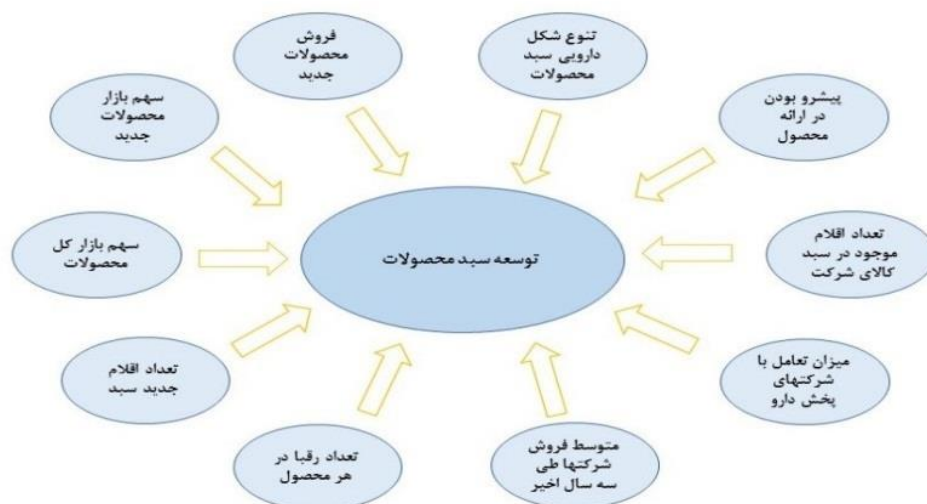 تنوع شکل
دارویی سبد
محصولات
پیشرو بودن
در ارائه
محصول
تعداد اقلام
موجود در سبد
کالای شرکت
میزان تعامل با
شرکتهای
پخش دارو
متوسط فروش
شرکتها طی
سه سال اخیر
تعداد رقبا در
هر محصول
تعداد اقلام
جدید سبد
سهم بازار کل
محصولات
سهم بازار
محصولات
جدید
فروش
محصولات
جدید
توسعه سبد محصولات